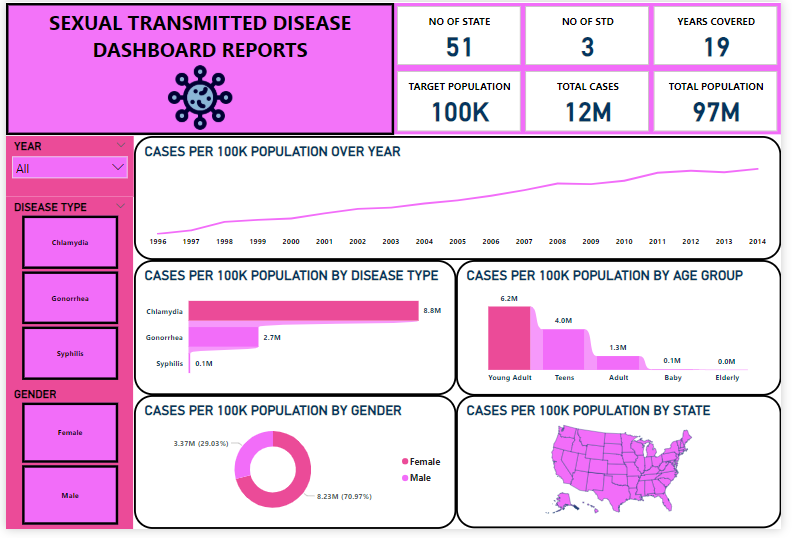 SEXUAL TRANSMITTED DISEASE
DASHBOARD REPORTS
NO OF STATE
51
NO OF STD
3
YEARS COVERED
19
TARGET POPULATION
100K
TOTAL CASES
12M
TOTAL POPULATION
97M
YEAR
All
DISEASE TYPE
Chlamydia
Gonorrhea
Syphilis
GENDER
Female
Male
CASES PER 100K POPULATION OVER YEAR
1996 1997 1998 1999 2000 2001 2002 2003 2004 2005 2006 2007 2008 2009 2010 2011 2012 2013 2014
CASES PER 100K POPULATION BY DISEASE TYPE
Chlamydia 8.8M
Gonorrhea 2.7M
Syphilis 0.1M
CASES PER 100K POPULATION BY AGE GROUP
6.2M 4.0M 1.3M 0.1M 0.0M
Young Adult Teens Adult Baby Elderly
CASES PER 100K POPULATION BY GENDER
3.37M (29.03%)
8.23M (70.97%)
Female
Male
CASES PER 100K POPULATION BY STATE